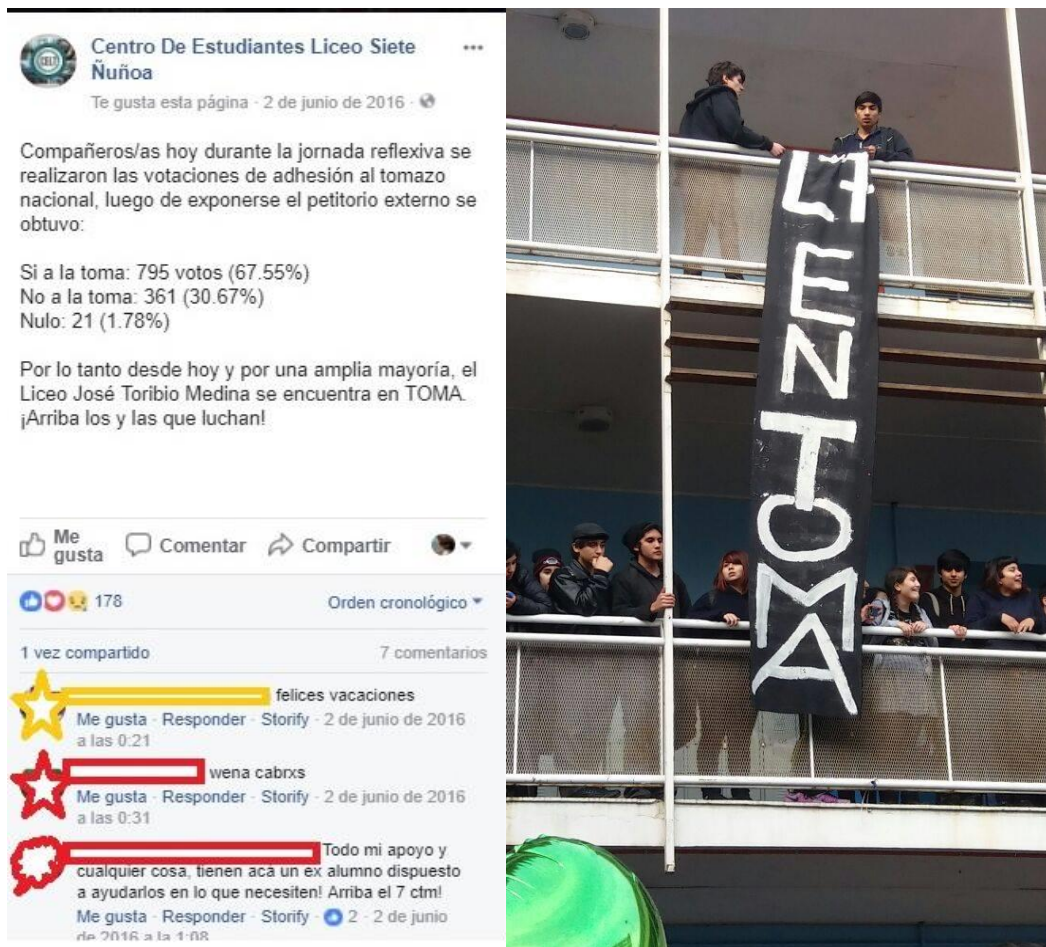 Centro De Estudiantes Liceo Siete
Ñuñoa
Te gusta esta página · 2 de junio de 2016 ·
Compañeros/as hoy durante la jornada reflexiva se
realizaron las votaciones de adhesión al tomazo
nacional, luego de exponerse el petitorio externo se
obtuvo:
Si a la toma: 795 votos (67.55%)
No a la toma: 361 (30.67%)
Nulo: 21 (1.78%)
Por lo tanto desde hoy y por una amplia mayoría, el
Liceo José Toribio Medina se encuentra en TOMA.
¡Arriba los y las que luchan!
Me
gusta
Comentar
Compartir
178
Orden cronológico
1 vez compartido
7 comentarios
felices vacaciones
Me gusta · Responder · Storify · 2 de junio de 2016
a las 0:21
wena cabrxs
Me gusta · Responder · Storify · 2 de junio de 2016
a las 0:31
Todo mi apoyo y
cualquier cosa, tienen acá un ex alumno dispuesto
a ayudarlos en lo que necesiten! Arriba el 7 ctm!
Me gusta · Responder · Storify · 2 · 2 de junio
de 2016 a la 1:08
L7
EN
TOMA